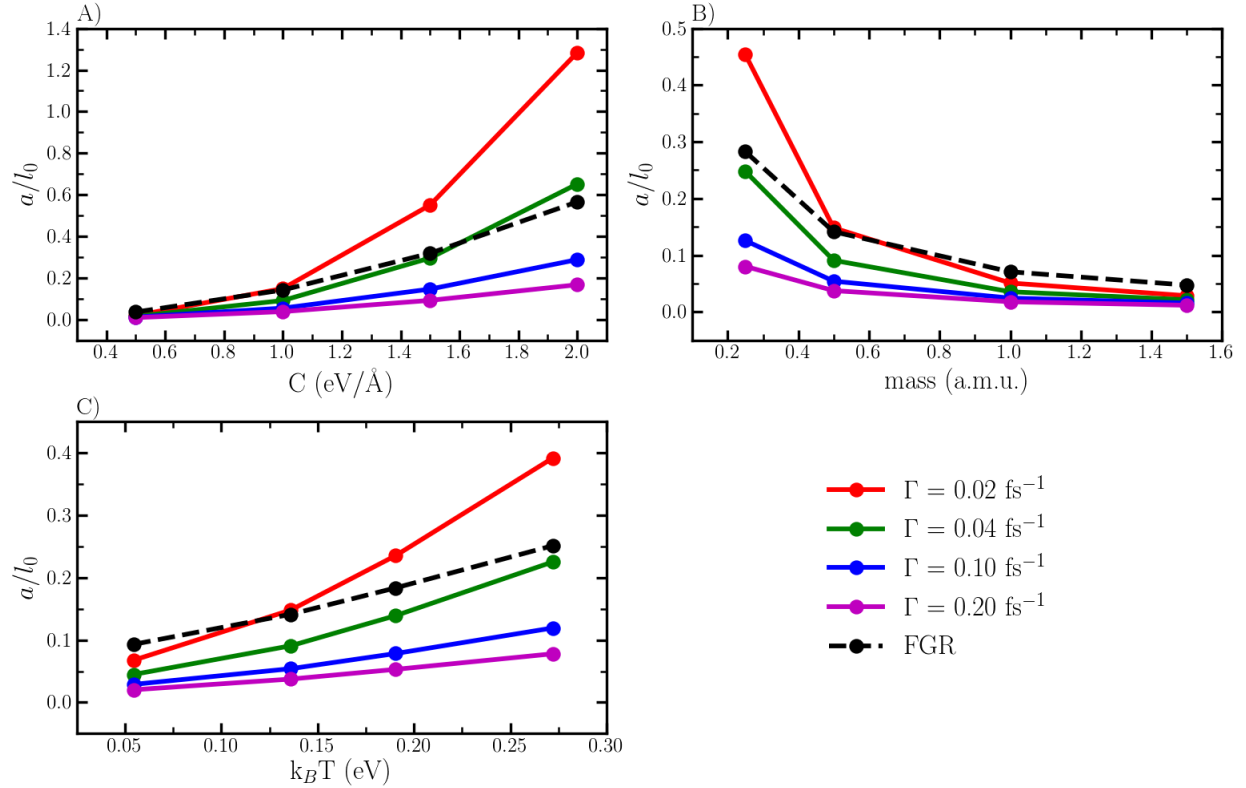 A)
1.4
1.2
1.0
0.8
0.6
0.4
0.2
0.0
a/l₀
0.4 0.6 0.8 1.0 1.2 1.4 1.6 1.8 2.0
C (eV/Å)
B)
0.5
0.4
0.3
0.2
0.1
0.0
a/l₀
0.2 0.4 0.6 0.8 1.0 1.2 1.4 1.6
mass (a.m.u.)
C)
0.4
0.3
0.2
0.1
0.0
a/l₀
0.05 0.10 0.15 0.20 0.25 0.30
k_BT (eV)
Γ = 0.02 fs⁻¹
Γ = 0.04 fs⁻¹
Γ = 0.10 fs⁻¹
Γ = 0.20 fs⁻¹
FGR